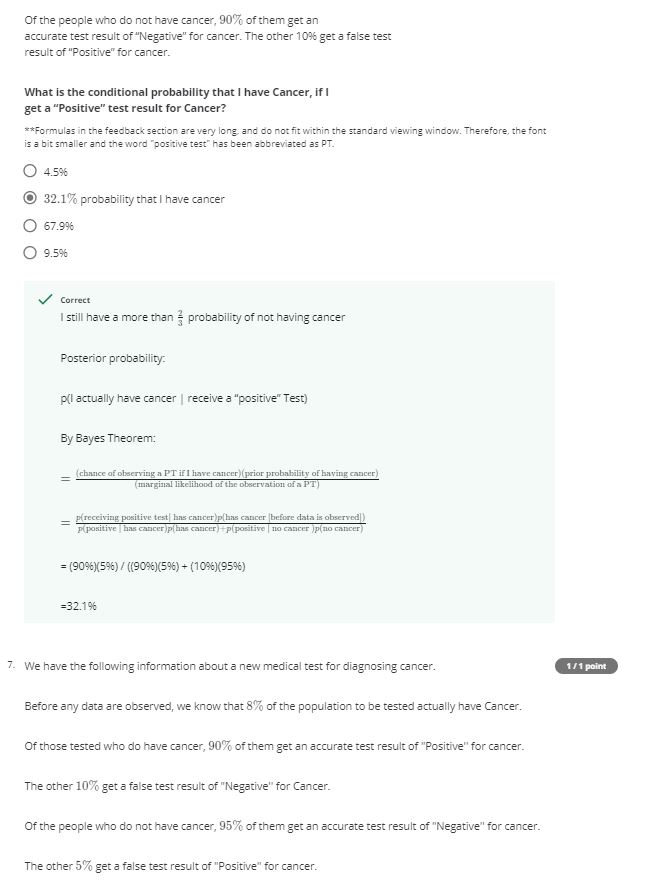 Of the people who do not have cancer, 90% of them get an
accurate test result of "Negative" for cancer. The other 10% get a false test
result of "Positive" for cancer.
What is the conditional probability that I have Cancer, if I
get a "Positive" test result for Cancer?
**Formulas in the feedback section are very long, and do not fit within the standard viewing window. Therefore, the font
is a bit smaller and the word "positive test" has been abbreviated as PT.
4.5%
32.1% probability that I have cancer
67.9%
9.5%
Correct
I still have a more than 2/3 probability of not having cancer
Posterior probability:
p(I actually have cancer | receive a "positive" Test)
By Bayes Theorem:
= (chance of observing a PT if I have cancer)(prior probability of having cancer)
(marginal likelihood of the observation of a PT)
= p(receiving positive test| has cancer)p(has cancer [before data is observed])
p(positive | has cancer)p(has cancer)+p(positive | no cancer )p(no cancer)
= (90%)(5%) / ((90%)(5%) + (10%)(95%)
=32.1%
7. We have the following information about a new medical test for diagnosing cancer. 1 / 1 point
Before any data are observed, we know that 8% of the population to be tested actually have Cancer.
Of those tested who do have cancer, 90% of them get an accurate test result of "Positive" for cancer.
The other 10% get a false test result of "Negative" for Cancer.
Of the people who do not have cancer, 95% of them get an accurate test result of "Negative" for cancer.
The other 5% get a false test result of "Positive" for cancer.